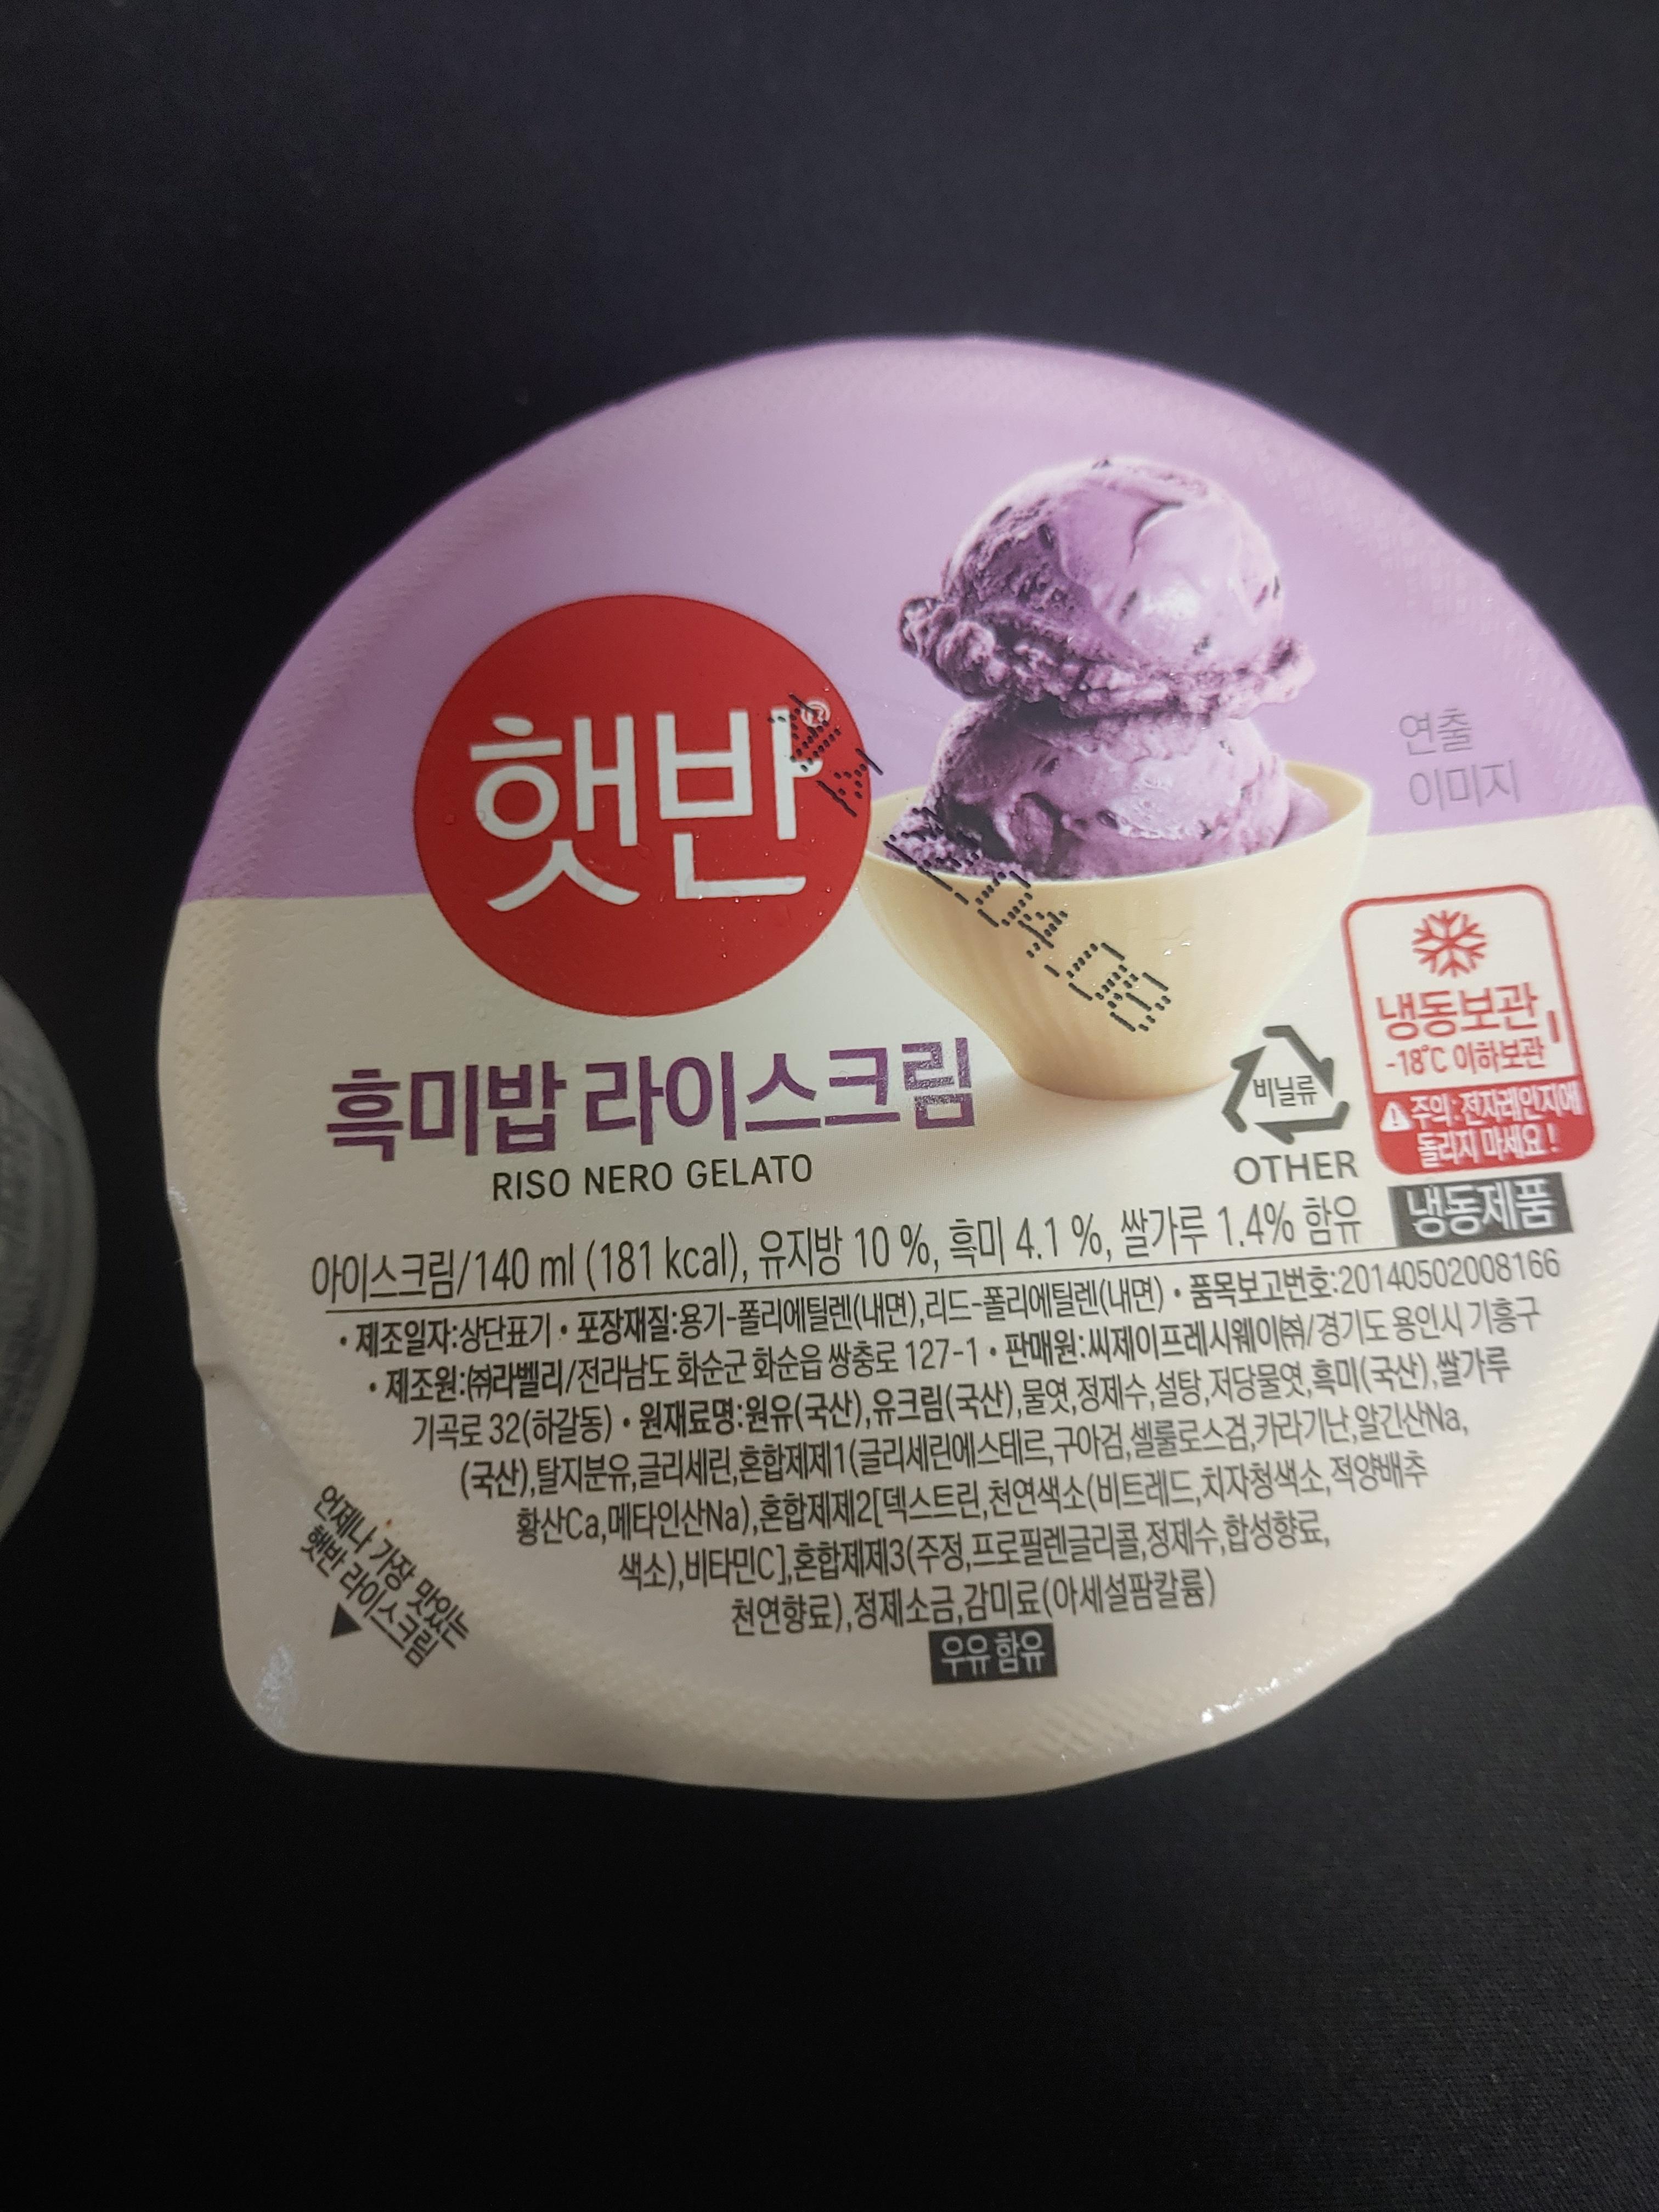 햇반®
제조
.04.08
연출
이미지
흑미밥 라이스크림
RISO NERO GELATO
비닐류
OTHER
냉동보관
-18℃ 이하보관
주의: 전자레인지에
돌리지 마세요!
냉동제품
아이스크림/140 ml (181 kcal), 유지방 10 %, 흑미 4.1 %, 쌀가루 1.4% 함유
• 제조일자:상단표기 • 포장재질:용기-폴리에틸렌(내면),리드-폴리에틸렌(내면) • 품목보고번호:20140502008166
• 제조원:㈜라벨리/전라남도 화순군 화순읍 쌍충로 127-1 • 판매원:씨제이프레시웨이㈜/경기도 용인시 기흥구
기곡로 32(하갈동) • 원재료명:원유(국산),유크림(국산),물엿,정제수,설탕,저당물엿,흑미(국산),쌀가루
(국산),탈지분유,글리세린,혼합제제1(글리세린에스테르,구아검,셀룰로스검,카라기난,알긴산Na,
황산Ca,메타인산Na),혼합제제2[덱스트린,천연색소(비트레드,치자청색소,적양배추
색소),비타민C],혼합제제3(주정,프로필렌글리콜,정제수,합성향료,
천연향료),정제소금,감미료(아세설팜칼륨)
우유 함유
언제나 가장 맛있는
햇반 라이스크림